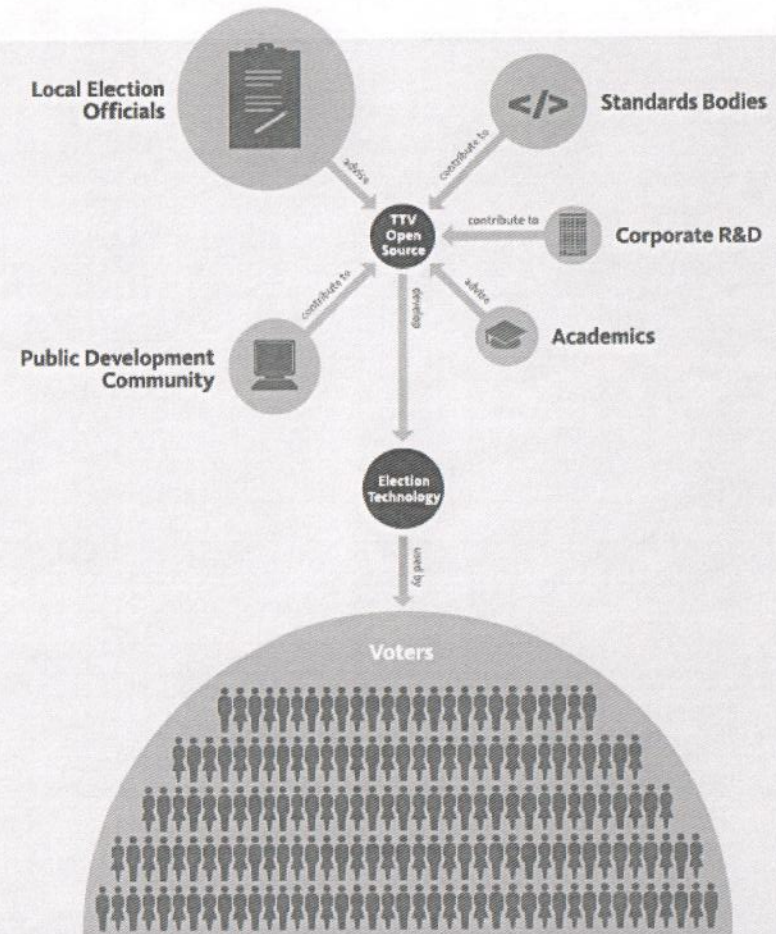 Local Election
Officials
</>
Standards Bodies
advise
contribute to
TTV
Open
Source
contribute to
Corporate R&D
contribute to
develop
advise
Academics
Public Development
Community
Election
Technology
used by
Voters